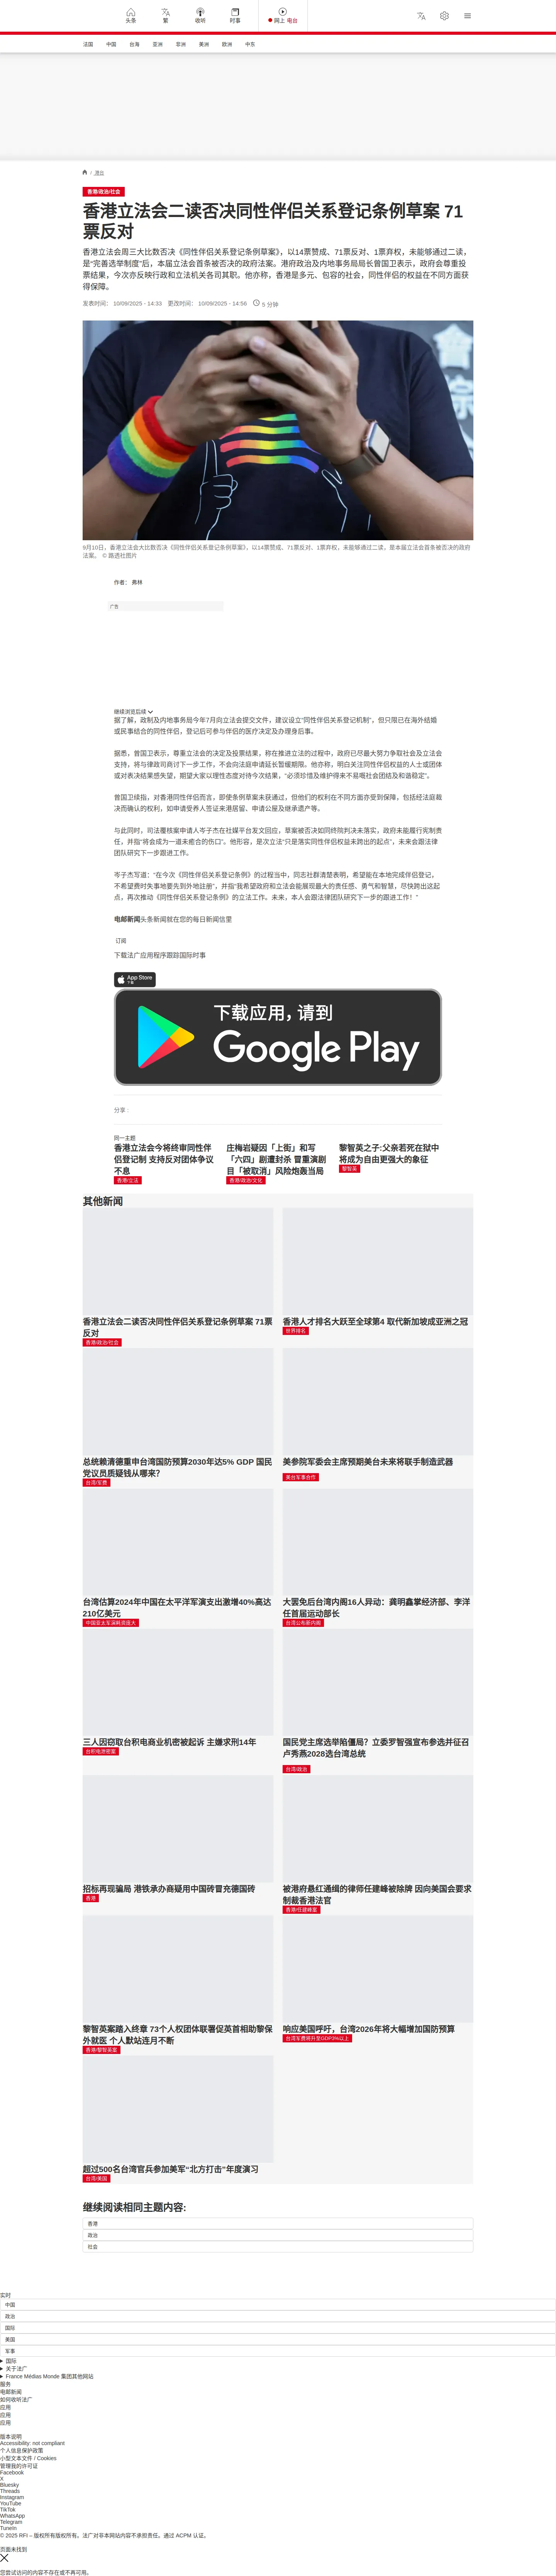 头条
繁
收听
时事
网上 电台
法国
中国
台海
亚洲
非洲
美洲
欧洲
中东
/ 港台
香港/政治/社会
香港立法会二读否决同性伴侣关系登记条例草案 71
票反对
香港立法会周三大比数否决《同性伴侣关系登记条例草案》，以14票赞成、71票反对、1票弃权，未能够通过二读，
是“完善选举制度”后，本届立法会首条被否决的政府法案。港府政治及内地事务局局长曾国卫表示，政府会尊重投
票结果，今次亦反映行政和立法机关各司其职。他亦称，香港是多元、包容的社会，同性伴侣的权益在不同方面获
得保障。
发表时间： 10/09/2025 - 14:33 更改时间： 10/09/2025 - 14:56 5 分钟
9月10日，香港立法会大比数否决《同性伴侣关系登记条例草案》，以14票赞成、71票反对、1票弃权，未能够通过二读，是本届立法会首条被否决的政府
法案。 © 路透社图片
作者： 弗林
广告
继续浏览后续
据了解，政制及内地事务局今年7月向立法会提交文件，建议设立“同性伴侣关系登记机制”，但只限已在海外结婚
或民事结合的同性伴侣，登记后可参与伴侣的医疗决定及办理身后事。
据悉，曾国卫表示，尊重立法会的决定及投票结果，称在推进立法的过程中，政府已尽最大努力争取社会及立法会
支持，将与律政司商讨下一步工作，不会向法庭申请延长暂缓期限。他亦称，明白关注同性伴侣权益的人士或团体
或对表决结果感失望，期望大家以理性态度对待今次结果，“必须珍惜及维护得来不易嘅社会团结及和谐稳定”。
曾国卫续指，对香港同性伴侣而言，即使条例草案未获通过，但他们的权利在不同方面亦受到保障，包括经法庭裁
决而确认的权利，如申请受养人签证来港居留、申请公屋及继承遗产等。
与此同时，司法覆核案申请人岑子杰在社媒平台发文回应，草案被否决如同终院判决未落实，政府未能履行宪制责
任，并指“将会成为一道未癒合的伤口”。他形容，是次立法“只是落实同性伴侣权益未跨出的起点”，未来会跟法律
团队研究下一步跟进工作。
岑子杰写道：“在今次《同性伴侣关系登记条例》的过程当中，同志社群清楚表明，希望能在本地完成伴侣登记，
不希望费时失事地要先到外地註册”，并指“我希望政府和立法会能展现最大的责任感、勇气和智慧，尽快跨出这起
点，再次推动《同性伴侣关系登记条例》的立法工作。未来，本人会跟法律团队研究下一步的跟进工作！”
电邮新闻头条新闻就在您的每日新闻信里
订阅
下载法广应用程序跟踪国际时事
App Store
下载
下载应用，请到
Google Play
分享 :
同一主题
香港立法会今将终审同性伴
侣登记制 支持反对团体争议
不息
香港/立法
庄梅岩疑因「上街」和写
「六四」剧遭封杀 冒重演剧
目「被取消」风险炮轰当局
香港/政治/文化
黎智英之子:父亲若死在狱中
将成为自由更强大的象征
黎智英
其他新闻
香港立法会二读否决同性伴侣关系登记条例草案 71票
反对
香港/政治/社会
香港人才排名大跃至全球第4 取代新加坡成亚洲之冠
世界排名
总统赖清德重申台湾国防预算2030年达5% GDP 国民
党议员质疑钱从哪来?
台湾/军费
美参院军委会主席预期美台未来将联手制造武器
美台军事合作
台湾估算2024年中国在太平洋军演支出激增40%高达
210亿美元
中国亚太军演耗资庞大
大罢免后台湾内阁16人异动：龚明鑫掌经济部、李洋
任首届运动部长
台湾公布新内阁
三人因窃取台积电商业机密被起诉 主嫌求刑14年
台积电泄密案
国民党主席选举陷僵局？立委罗智强宣布参选并征召
卢秀燕2028选台湾总统
台湾/政治
招标再现骗局 港铁承办商疑用中国砖冒充德国砖
香港
被港府悬红通缉的律师任建峰被除牌 因向美国会要求
制裁香港法官
香港/任建峰案
黎智英案踏入终章 73个人权团体联署促英首相助黎保
外就医 个人默站连月不断
香港/黎智英案
响应美国呼吁，台湾2026年将大幅增加国防预算
台湾军费将升至GDP3%以上
超过500名台湾官兵参加美军“北方打击”年度演习
台湾/美国
继续阅读相同主题内容:
香港
政治
社会
实时
中国
政治
国际
美国
军事
国际
关于法广
France Médias Monde 集团其他网站
服务
电邮新闻
如何收听法广
应用
应用
应用
版本说明
Accessibility: not compliant
个人信息保护政策
小型文本文件 / Cookies
管理我的许可证
Facebook
X
Bluesky
Threads
Instagram
YouTube
TikTok
WhatsApp
Telegram
TuneIn
© 2025 RFI – 版权所有版权所有。法广对非本网站内容不承担责任。通过 ACPM 认证。
页面未找到
您尝试访问的内容不存在或不再可用。